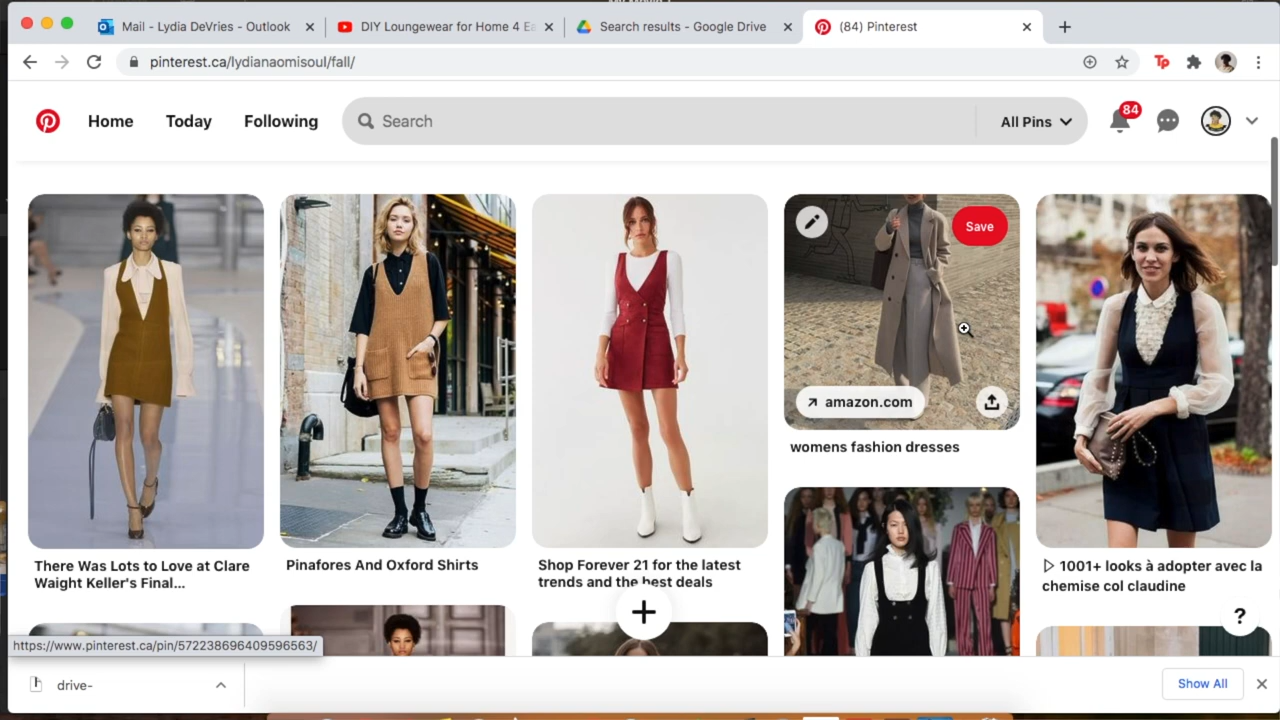 Mail - Lydia DeVries - Outlook
DIY Loungewear for Home 4 Ea
Search results - Google Drive
(84) Pinterest
pinterest.ca/lydianaomisoul/fall/
Tp
Home
Today
Following
Search
All Pins
84
Save
amazon.com
womens fashion dresses
There Was Lots to Love at Clare
Waight Keller's Final...
Pinafores And Oxford Shirts
Shop Forever 21 for the latest
trends and the best deals
1001+ looks à adopter avec la
chemise col claudine
?
https://www.pinterest.ca/pin/572238696409596563/
drive-
Show All